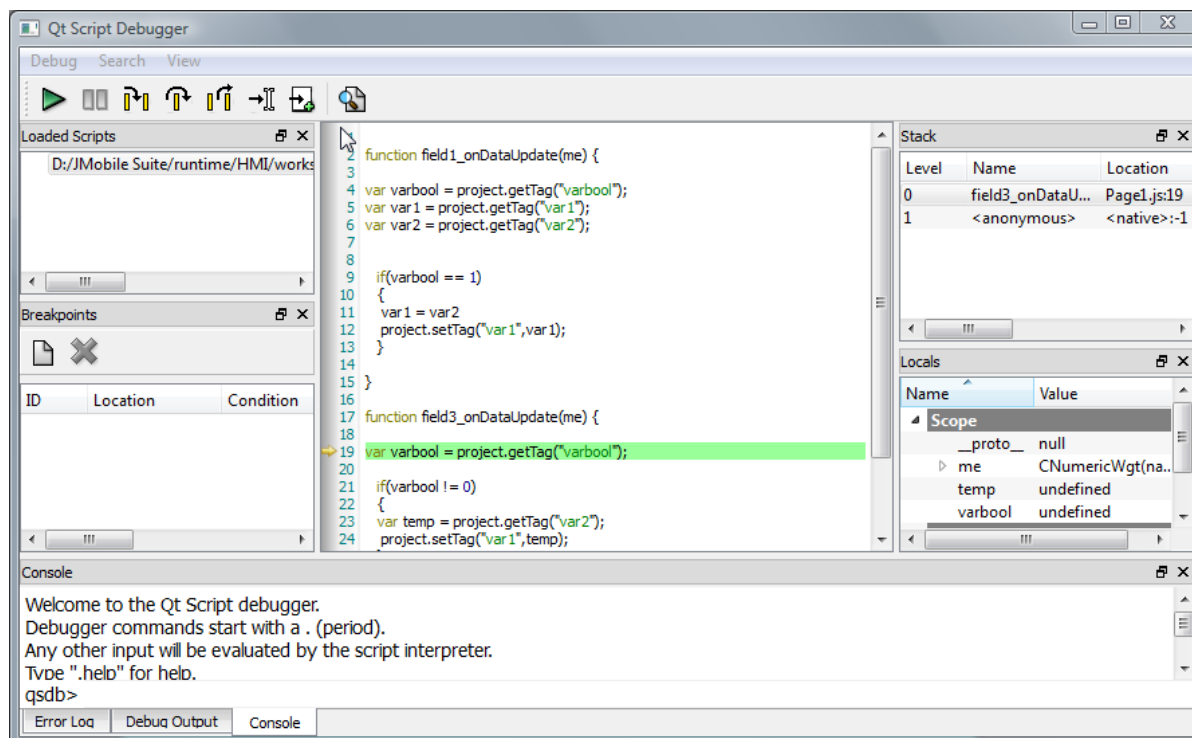 Qt Script Debugger
Debug Search View
Loaded Scripts
D:/JMobile Suite/runtime/HMI/works
Breakpoints
ID Location Condition
1
2 function field1_onDataUpdate(me) {
3
4 var varbool = project.getTag("varbool");
5 var var1 = project.getTag("var1");
6 var var2 = project.getTag("var2");
7
8
9 if(varbool == 1)
10 {
11 var1 = var2
12 project.setTag("var1",var1);
13 }
14
15 }
16
17 function field3_onDataUpdate(me) {
18
19 var varbool = project.getTag("varbool");
20
21 if(varbool != 0)
22 {
23 var temp = project.getTag("var2");
24 project.setTag("var1",temp);
Stack
Level Name Location
0 field3_onDataU... Page1.js:19
1 <anonymous> <native>:-1
Locals
Name Value
Scope
__proto__ null
me CNumericWgt(na...
temp undefined
varbool undefined
Console
Welcome to the Qt Script debugger.
Debugger commands start with a . (period).
Any other input will be evaluated by the script interpreter.
Type ".help" for help.
qsdb>
Error Log Debug Output Console